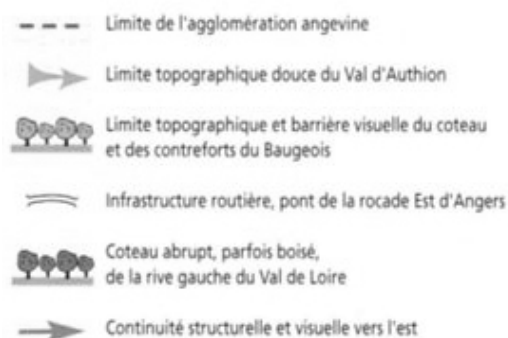 Limite de l'agglomération angevine
Limite topographique douce du Val d'Authion
Limite topographique et barrière visuelle du coteau
et des contreforts du Baugeois
Infrastructure routière, pont de la rocade Est d'Angers
Coteau abrupt, parfois boisé,
de la rive gauche du Val de Loire
Continuité structurelle et visuelle vers l'est